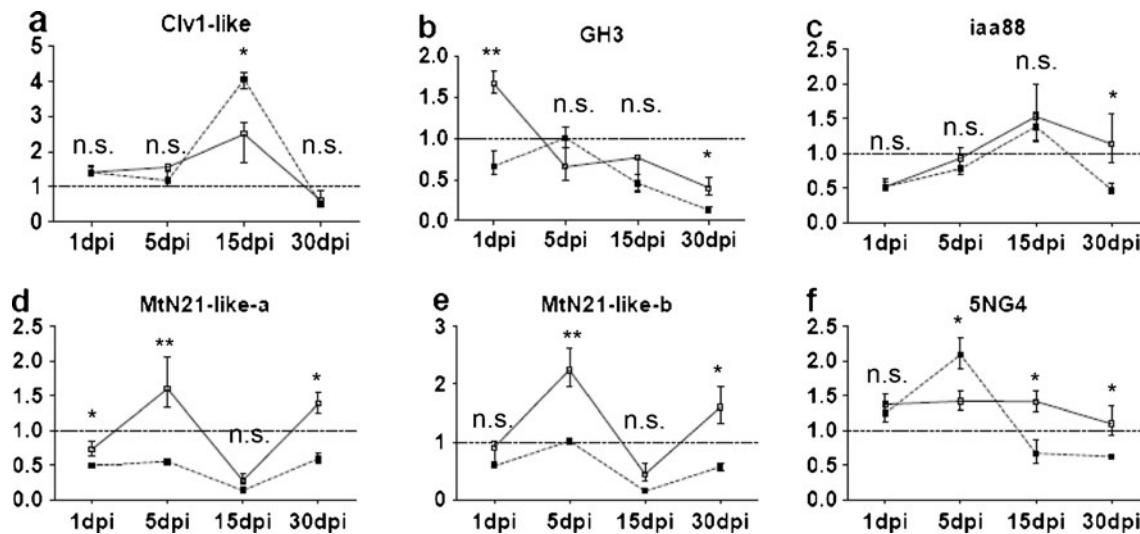 a Clv1-like
5
4
3
2
1
0
n.s. n.s. * n.s.
1dpi 5dpi 15dpi 30dpi
b GH3
2.0
1.5
1.0
0.5
0.0
** n.s. n.s. *
1dpi 5dpi 15dpi 30dpi
c iaa88
2.5
2.0
1.5
1.0
0.5
0.0
n.s. n.s. n.s. *
1dpi 5dpi 15dpi 30dpi
d MtN21-like-a
2.5
2.0
1.5
1.0
0.5
0.0
* ** n.s. *
1dpi 5dpi 15dpi 30dpi
e MtN21-like-b
3
2
1
0
n.s. ** n.s. *
1dpi 5dpi 15dpi 30dpi
f 5NG4
2.5
2.0
1.5
1.0
0.5
0.0
n.s. * * *
1dpi 5dpi 15dpi 30dpi